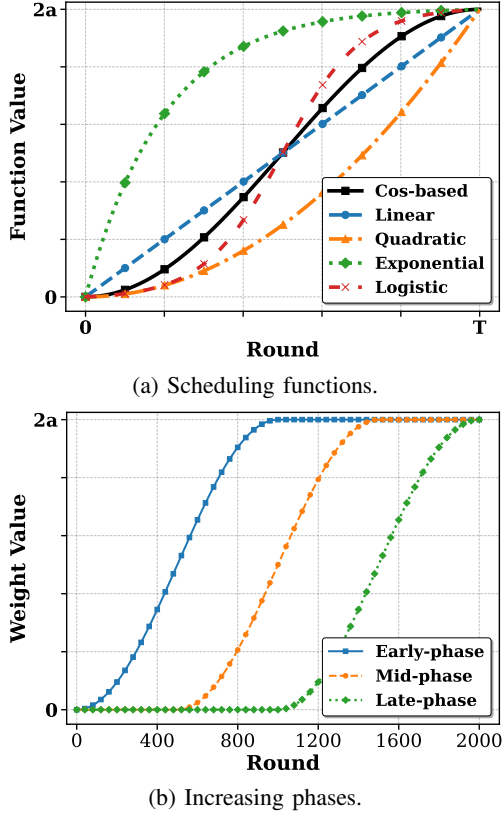 2a
Function Value
0
Cos-based
Linear
Quadratic
Exponential
Logistic
0 T
Round
(a) Scheduling functions.
2a
Weight Value
0
Early-phase
Mid-phase
Late-phase
0 400 800 1200 1600 2000
Round
(b) Increasing phases.